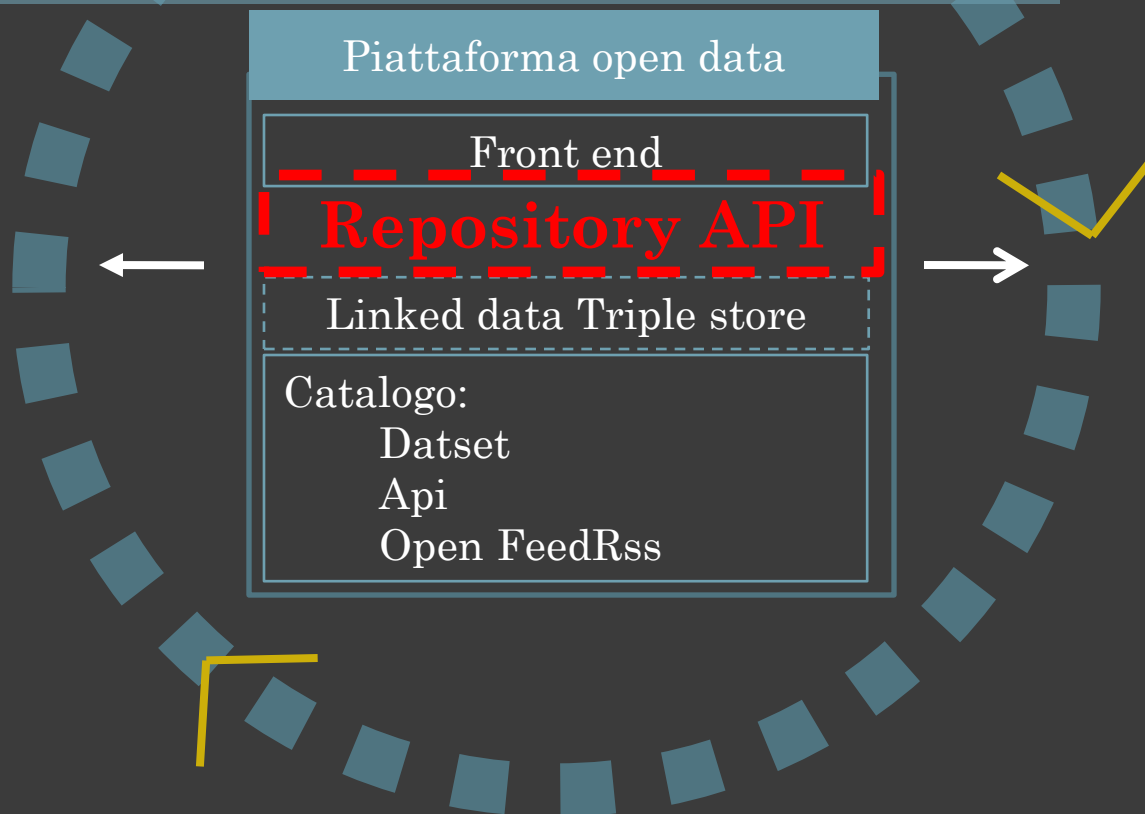 Piattaforma open data
Front end
Repository API
Linked data Triple store
Catalogo:
Datset
Api
Open FeedRss